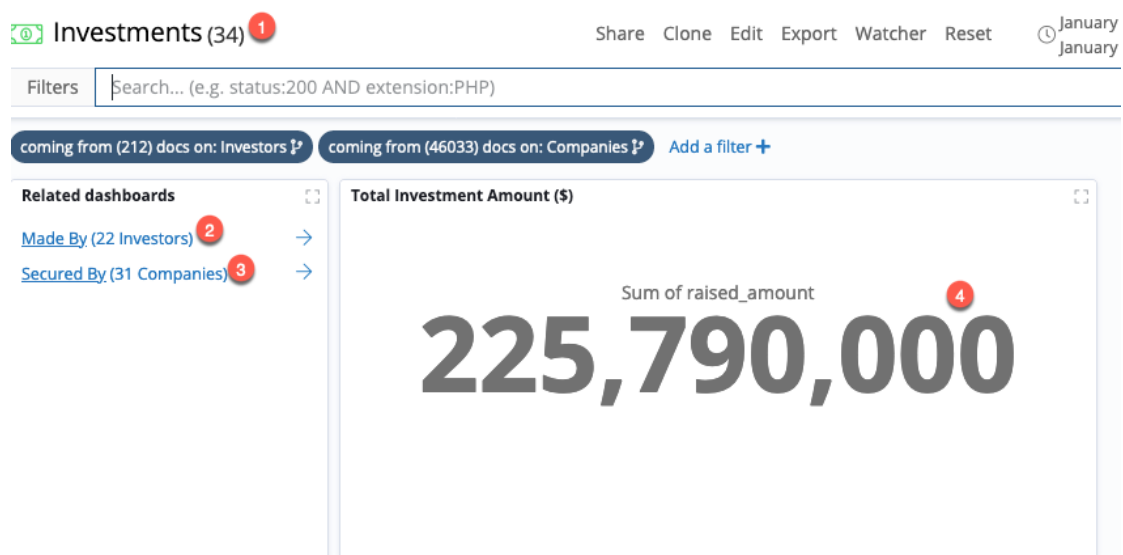 Investments (34) 1
Share Clone Edit Export Watcher Reset
January
January
Filters Search... (e.g. status:200 AND extension:PHP)
coming from (212) docs on: Investors coming from (46033) docs on: Companies Add a filter +
Related dashboards
Made By (22 Investors) 2
Secured By (31 Companies) 3
Total Investment Amount ($)
Sum of raised_amount 4
225,790,000